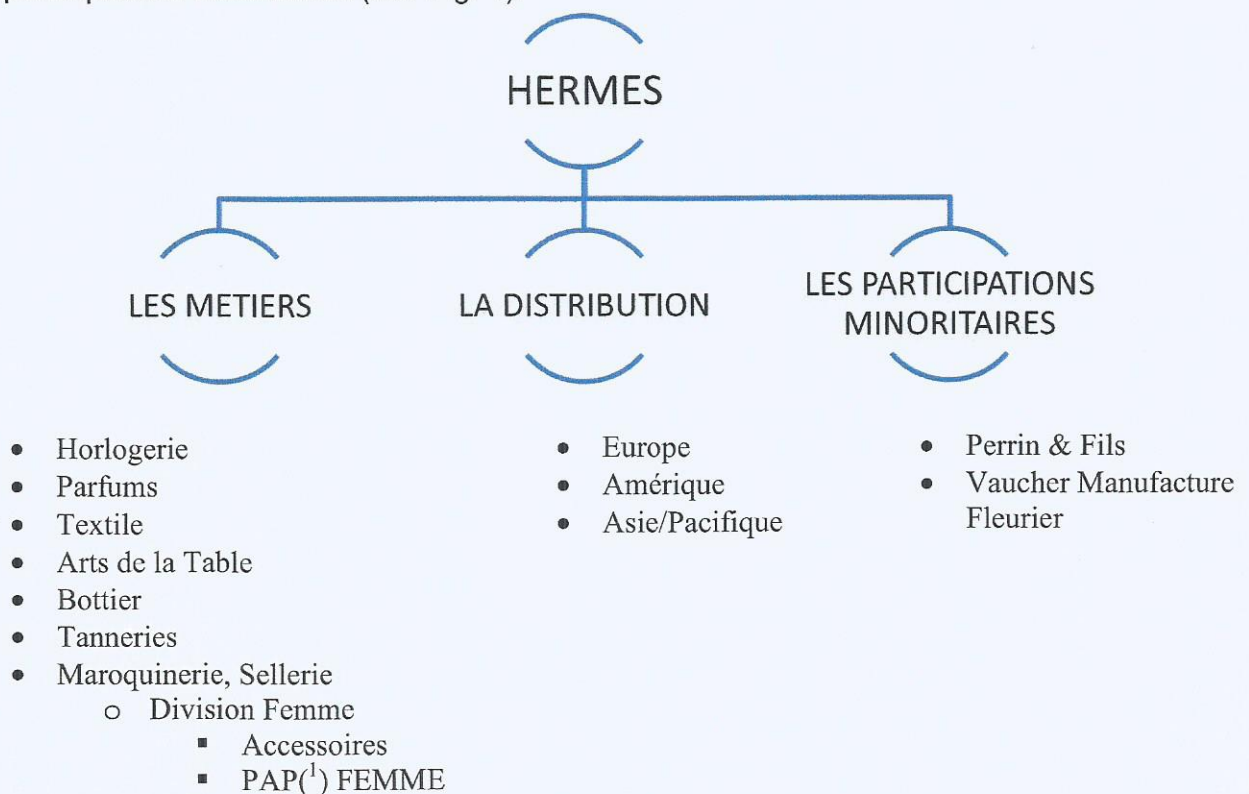 HERMES
LES METIERS
LA DISTRIBUTION
LES PARTICIPATIONS
MINORITAIRES
• Horlogerie
• Parfums
• Textile
• Arts de la Table
• Bottier
• Tanneries
• Maroquinerie, Sellerie
o Division Femme
▪ Accessoires
▪ PAP(¹) FEMME
• Europe
• Amérique
• Asie/Pacifique
• Perrin & Fils
• Vaucher Manufacture
Fleurier